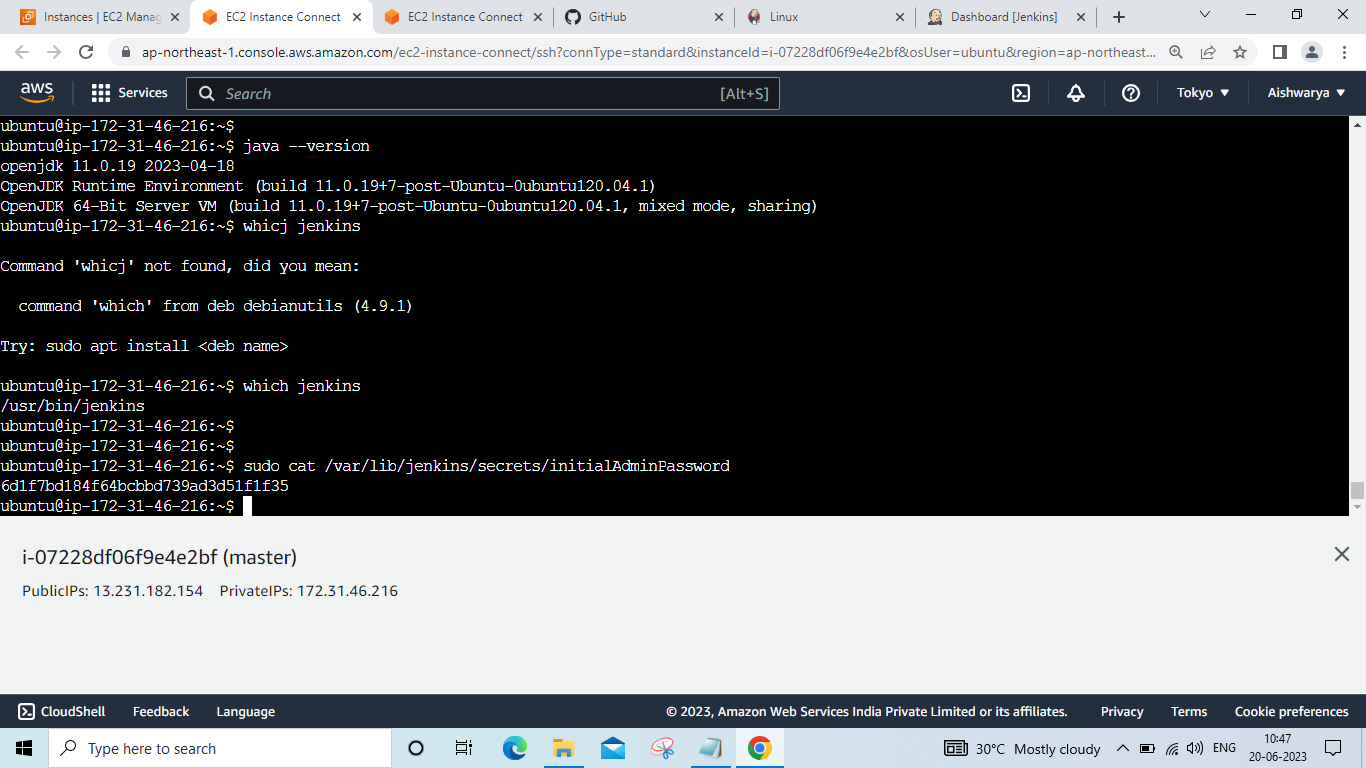 Instances | EC2 Manag
EC2 Instance Connect
EC2 Instance Connect
GitHub
Linux
Dashboard [Jenkins]
ap-northeast-1.console.aws.amazon.com/ec2-instance-connect/ssh?connType=standard&instanceId=i-07228df06f9e4e2bf&osUser=ubuntu&region=ap-northeast...
aws
Services
Search
[Alt+S]
Tokyo
Aishwarya
ubuntu@ip-172-31-46-216:~$
ubuntu@ip-172-31-46-216:~$ java --version
openjdk 11.0.19 2023-04-18
OpenJDK Runtime Environment (build 11.0.19+7-post-Ubuntu-0ubuntu120.04.1)
OpenJDK 64-Bit Server VM (build 11.0.19+7-post-Ubuntu-0ubuntu120.04.1, mixed mode, sharing)
ubuntu@ip-172-31-46-216:~$ whicj jenkins
Command 'whicj' not found, did you mean:
command 'which' from deb debianutils (4.9.1)
Try: sudo apt install <deb name>
ubuntu@ip-172-31-46-216:~$ which jenkins
/usr/bin/jenkins
ubuntu@ip-172-31-46-216:~$
ubuntu@ip-172-31-46-216:~$
ubuntu@ip-172-31-46-216:~$ sudo cat /var/lib/jenkins/secrets/initialAdminPassword
6d1f7bd184f64bcbbd739ad3d51f1f35
ubuntu@ip-172-31-46-216:~$
i-07228df06f9e4e2bf (master)
PublicIPs: 13.231.182.154 PrivateIPs: 172.31.46.216
CloudShell
Feedback
Language
© 2023, Amazon Web Services India Private Limited or its affiliates.
Privacy
Terms
Cookie preferences
Type here to search
30°C Mostly cloudy
ENG
10:47
20-06-2023